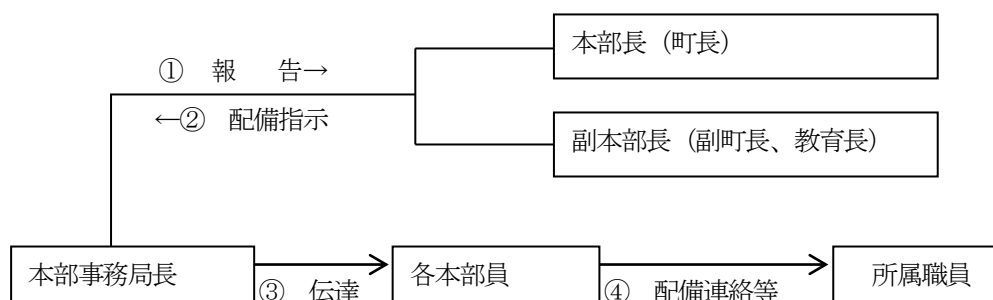 本部長（町長）
①　報　　告→
←②　配備指示
副本部長（副町長、教育長）
本部事務局長
③　伝達
各本部員
④　配備連絡等
所属職員